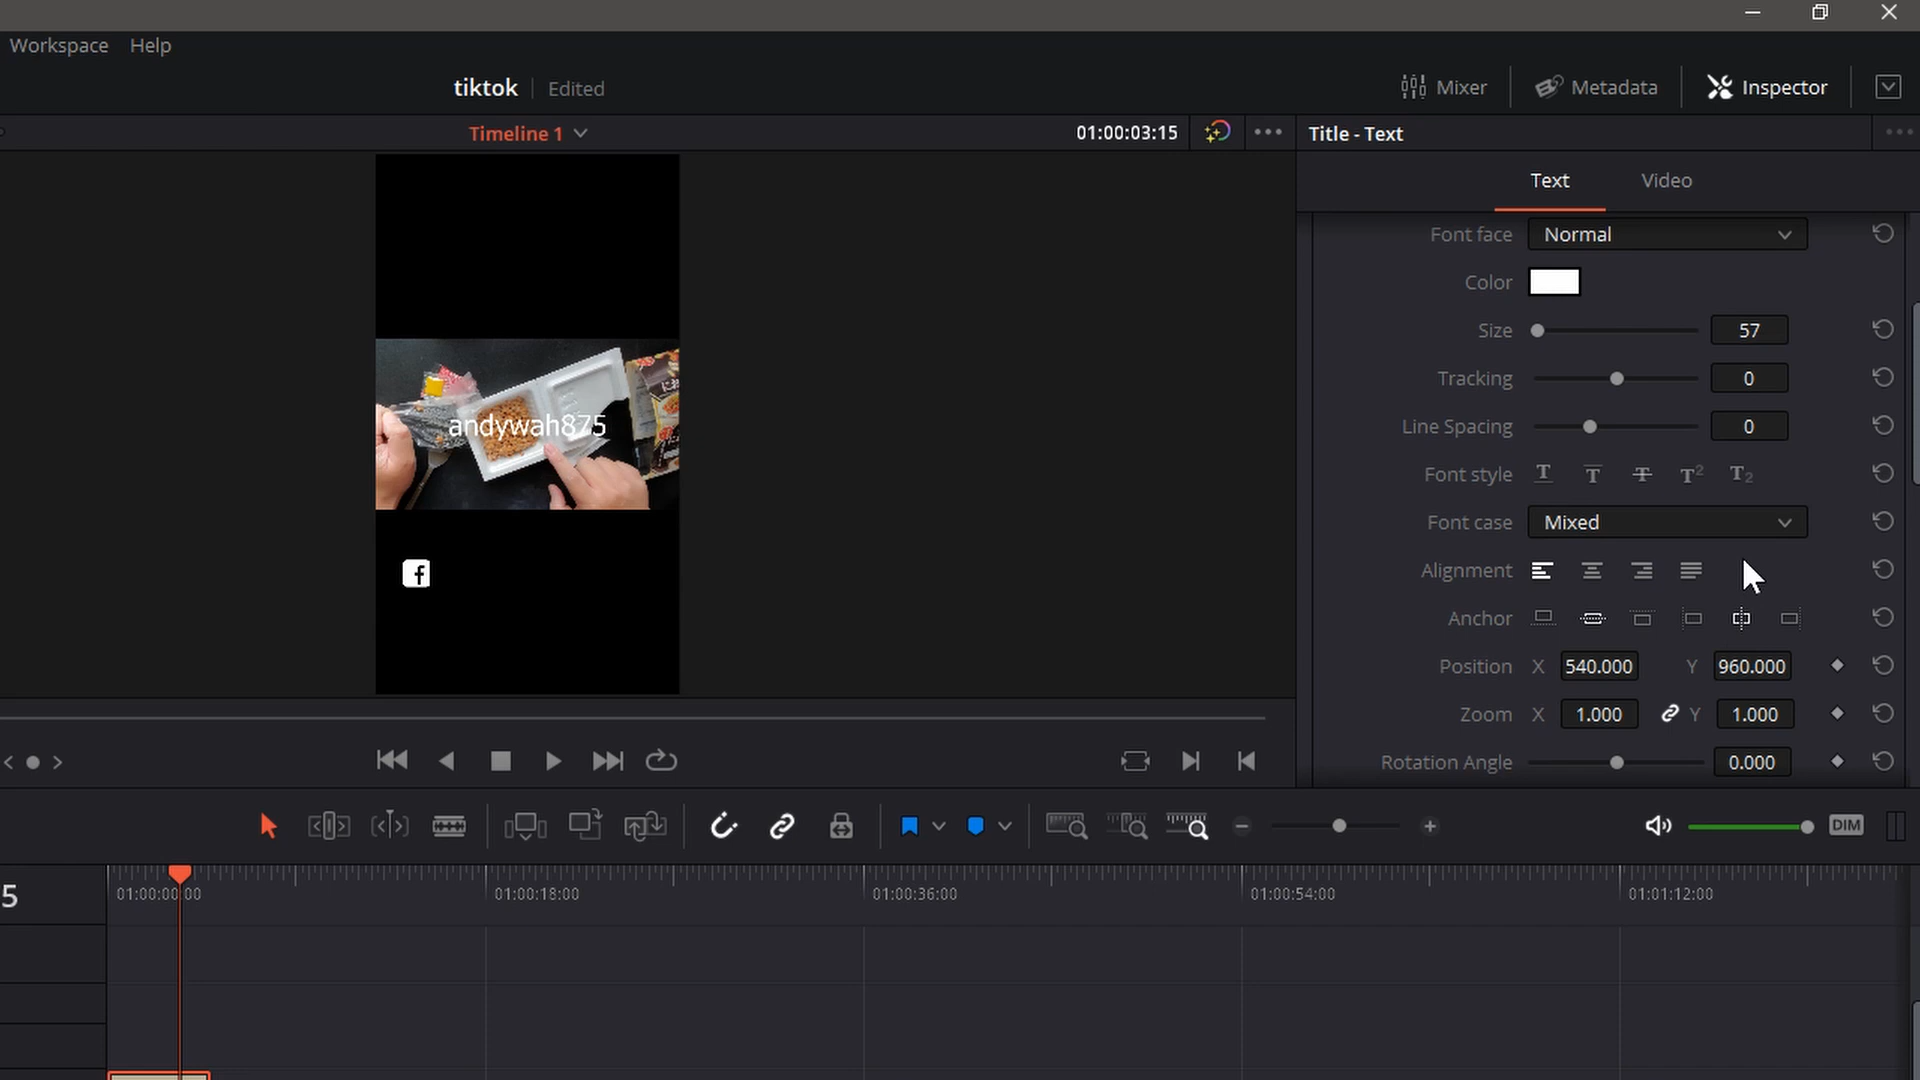 Workspace Help
tiktok Edited
Mixer Metadata Inspector
Timeline 1 01:00:03:15
Title - Text
Text Video
Font face Normal
Color
Size 57
Tracking 0
Line Spacing 0
Font style T T T T² T₂
Font case Mixed
Alignment
Anchor
Position X 540.000 Y 960.000
Zoom X 1.000 Y 1.000
Rotation Angle 0.000
andywah875
f
DIM
5
01:00:00:00 01:00:18:00 01:00:36:00 01:00:54:00 01:01:12:00